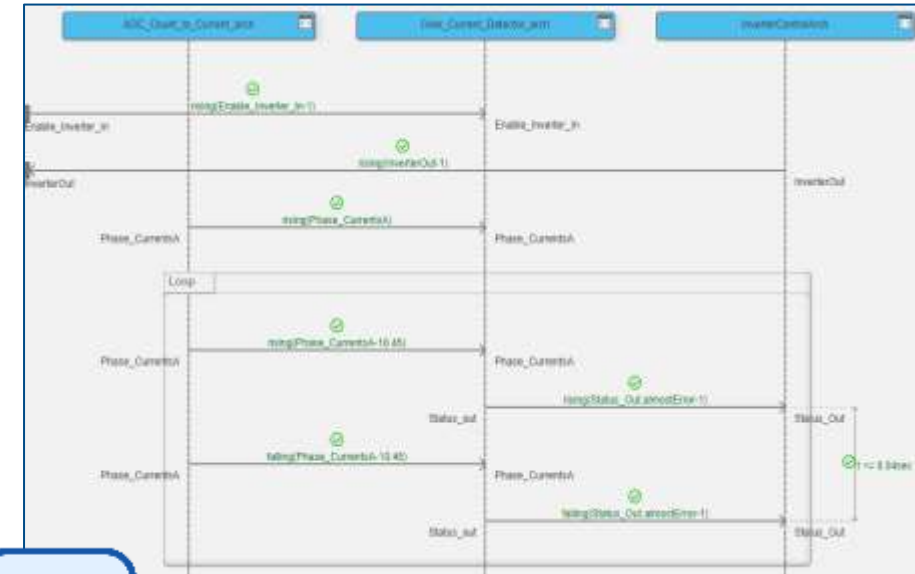 ADC_Count_to_Current_arch
Over_Current_Detector_arch
InverterControlArch
rising(Enable_Inverter_In-1)
Enable_Inverter_In
Enable_Inverter_In
rising(InverterOut-1)
InverterOut
InverterOut
rising(Phase_CurrentsA)
Phase_CurrentsA
Phase_CurrentsA
Loop
rising(Phase_CurrentsA-10.45)
Phase_CurrentsA
Phase_CurrentsA
rising(Status_Out.almostError-1)
Status_out
Status_Out
falling(Phase_CurrentsA-10.45)
Phase_CurrentsA
Phase_CurrentsA
falling(Status_Out.almostError-1)
Status_out
Status_Out